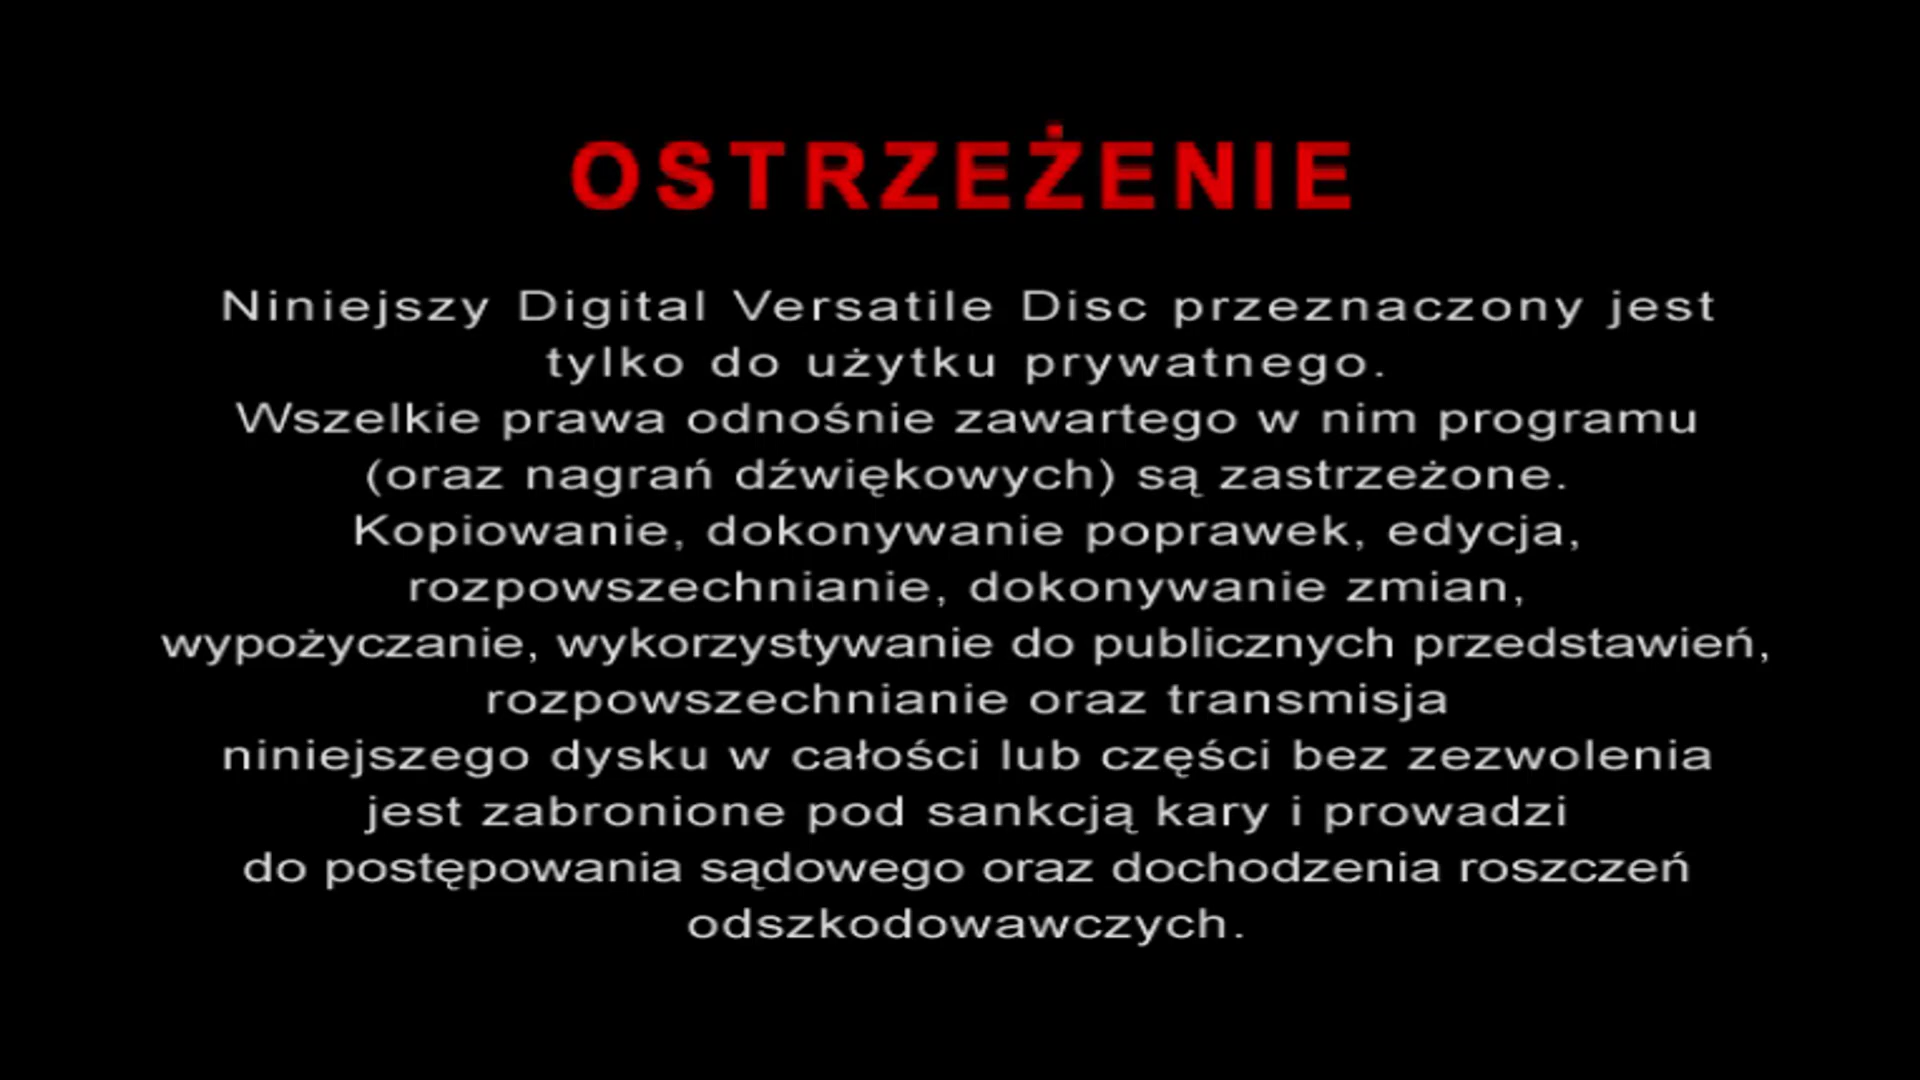 OSTRZEŻENIE
Niniejszy Digital Versatile Disc przeznaczony jest
tylko do użytku prywatnego.
Wszelkie prawa odnośnie zawartego w nim programu
(oraz nagrań dźwiękowych) są zastrzeżone.
Kopiowanie, dokonywanie poprawek, edycja,
rozpowszechnianie, dokonywanie zmian,
wypożyczanie, wykorzystywanie do publicznych przedstawień,
rozpowszechnianie oraz transmisja
niniejszego dysku w całości lub części bez zezwolenia
jest zabronione pod sankcją kary i prowadzi
do postępowania sądowego oraz dochodzenia roszczeń
odszkodowawczych.